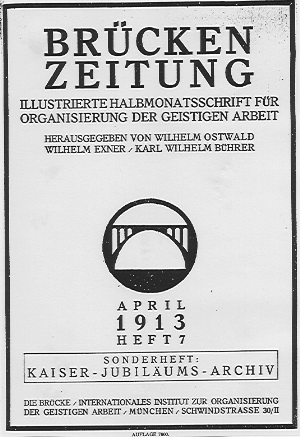 BRÜCKEN
ZEITUNG
ILLUSTRIERTE HALBMONATSSCHRIFT FÜR
ORGANISIERUNG DER GEISTIGEN ARBEIT
HERAUSGEGEBEN VON WILHELM OSTWALD
WILHELM EXNER / KARL WILHELM BÜHRER
APRIL
1913
HEFT 7
SONDERHEFT:
KAISER-JUBILÄUMS-ARCHIV
DIE BRÜCKE / INTERNATIONALES INSTITUT ZUR ORGANISIERUNG
DER GEISTIGEN ARBEIT / MÜNCHEN / SCHWINDSTRASSE 30/II
AUFLAGE 7000.